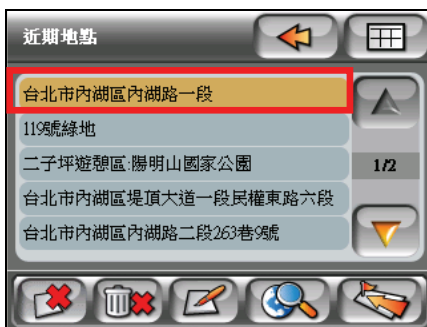 近期地點
台北市內湖區內湖路一段
119號綠地
二子坪遊憩區:陽明山國家公園
1/2
台北市內湖區堤頂大道一段民權東路六段
台北市內湖區內湖路二段263巷9號